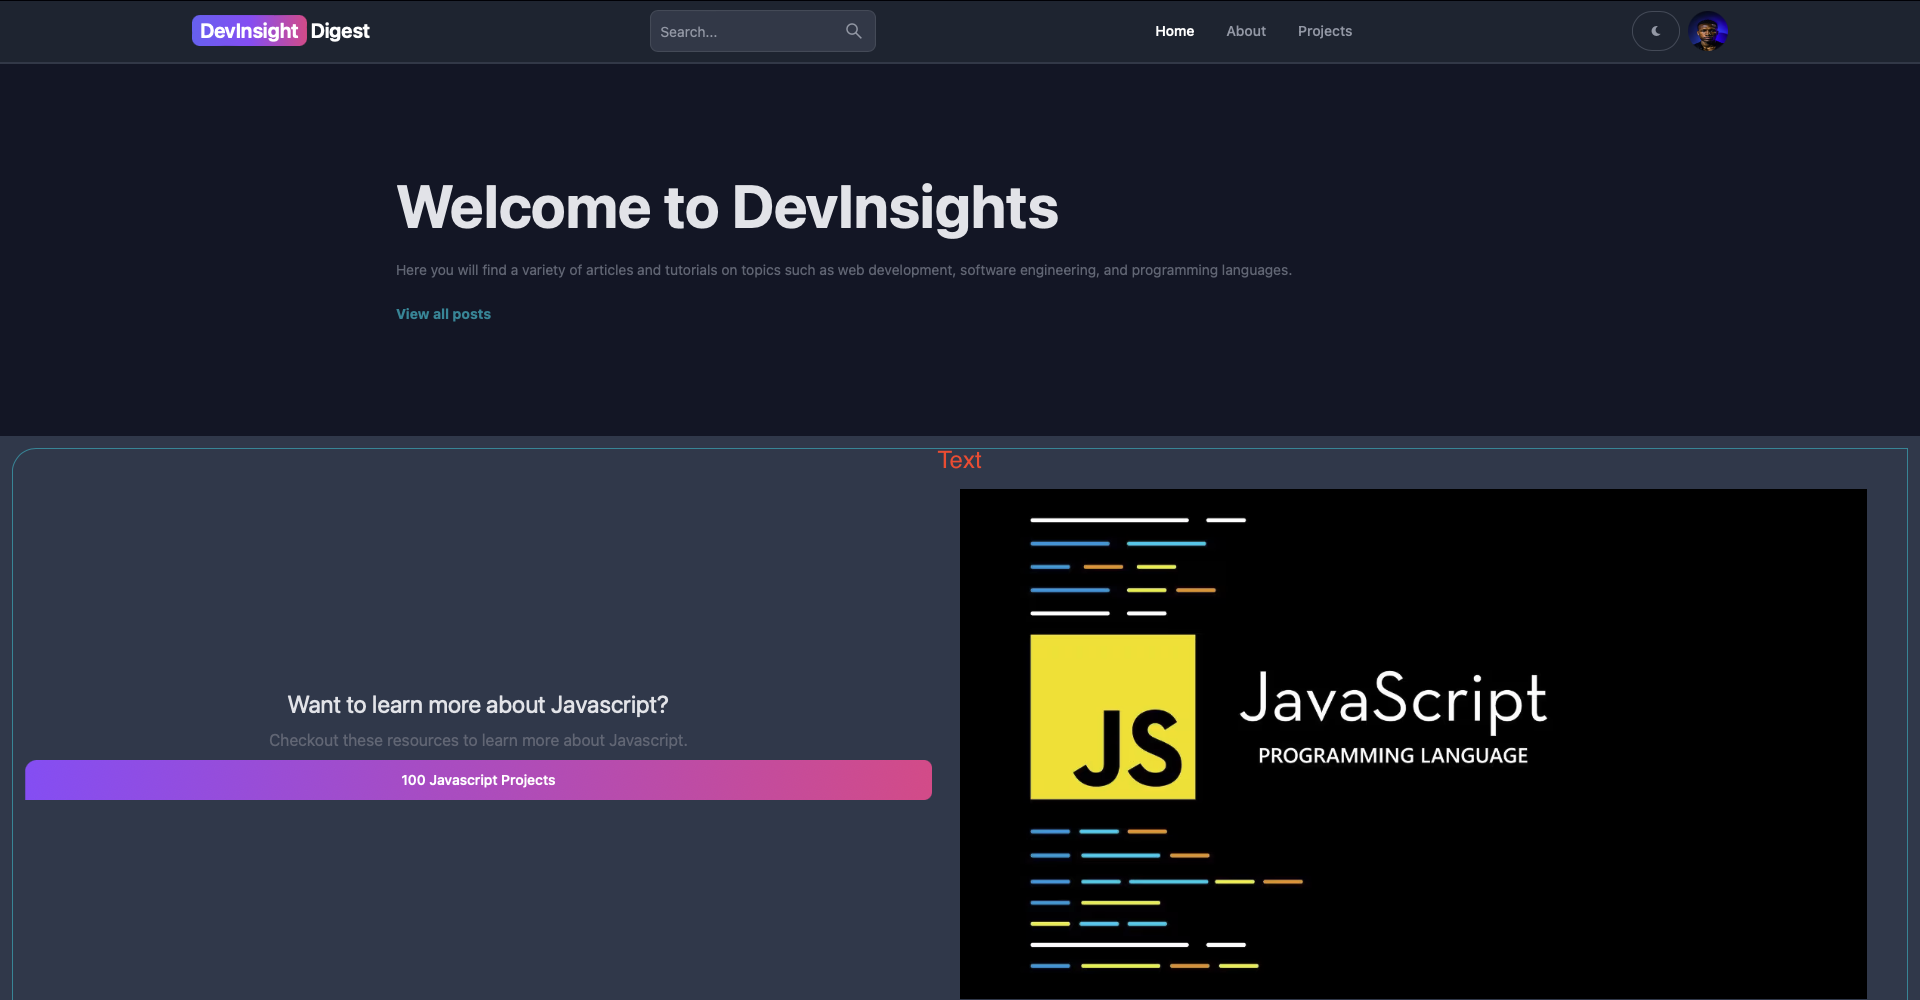 DevInsight Digest
Search...
Home
About
Projects
Welcome to DevInsights
Here you will find a variety of articles and tutorials on topics such as web development, software engineering, and programming languages.
View all posts
Text
Want to learn more about Javascript?
Checkout these resources to learn more about Javascript.
100 Javascript Projects
JS
JavaScript
PROGRAMMING LANGUAGE